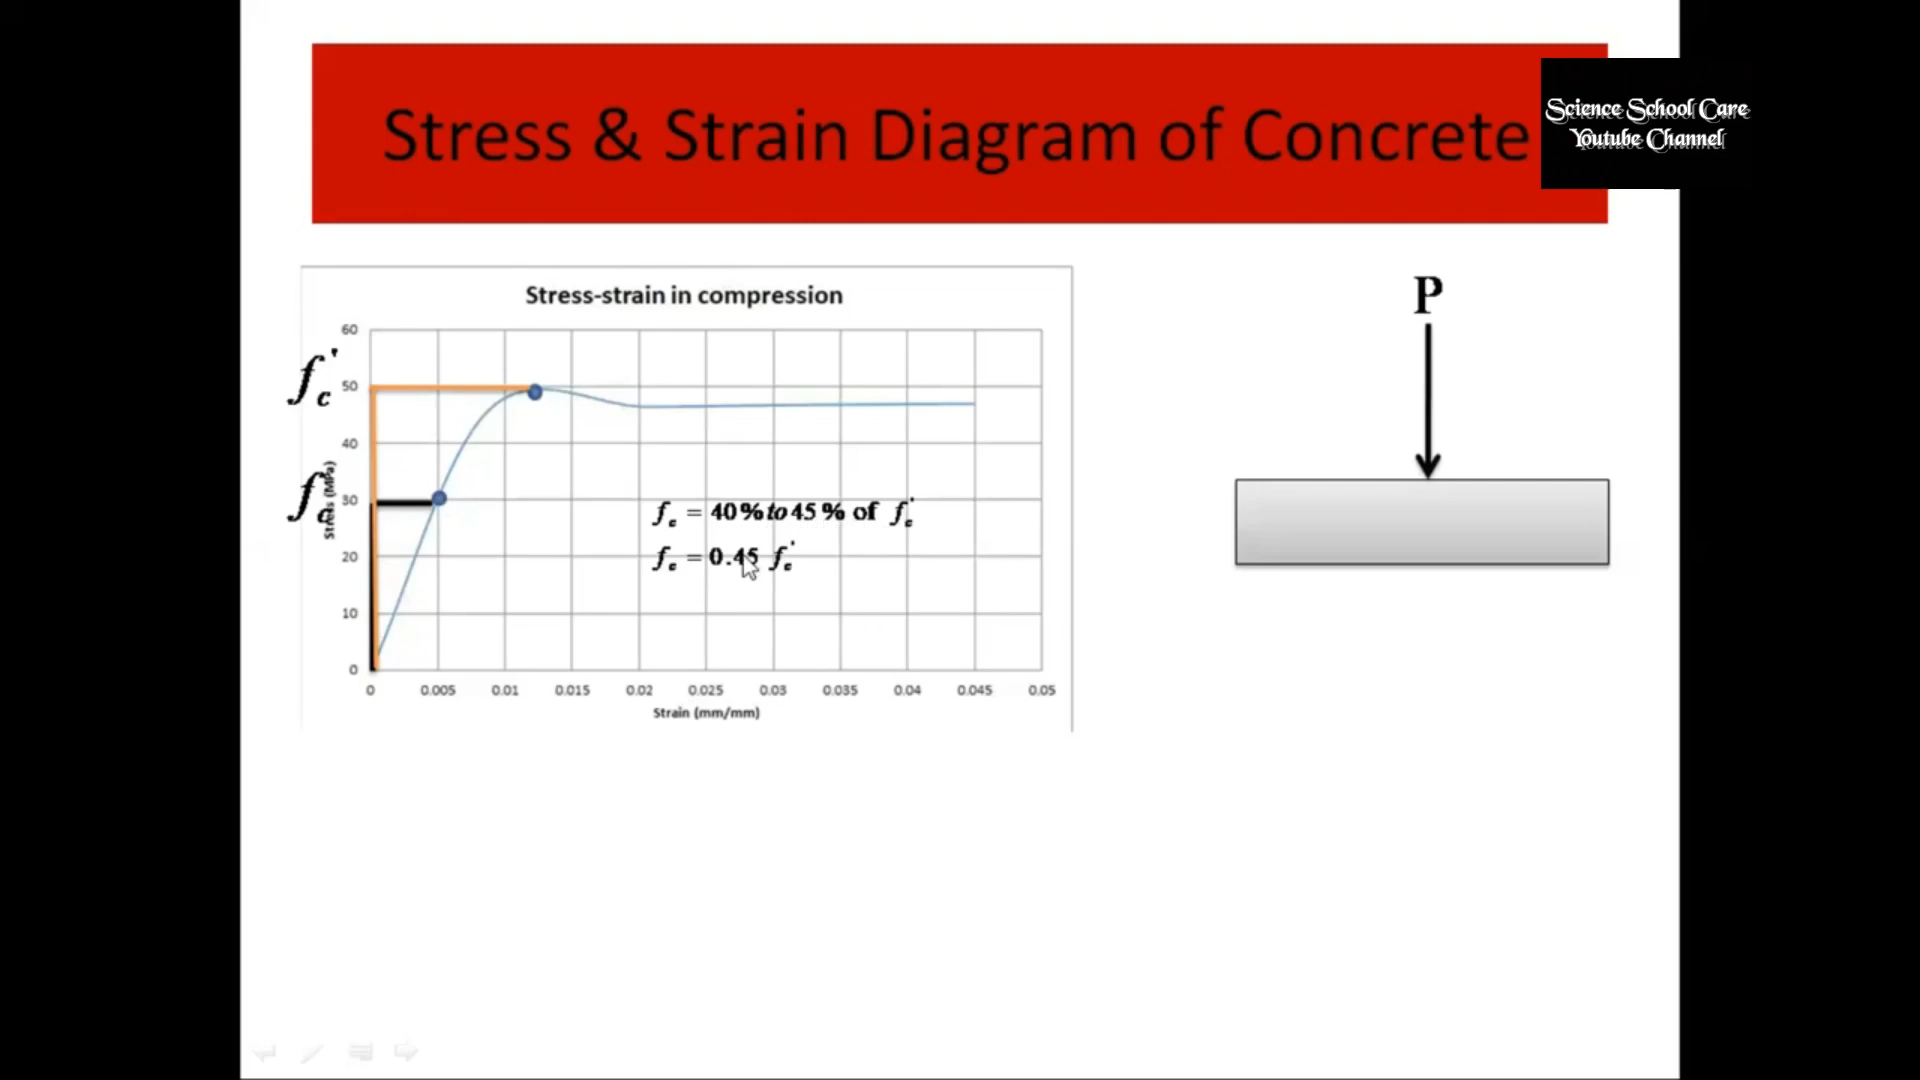 Stress & Strain Diagram of Concrete
Science School Care
Youtube Channel
Stress-strain in compression
P
60
f'c
50
40
fc
Stress (MPa)
30
fc = 40% to 45% of f'c
20
fc = 0.45 f'c
10
0
0 0.005 0.01 0.015 0.02 0.025 0.03 0.035 0.04 0.045 0.05
Strain (mm/mm)